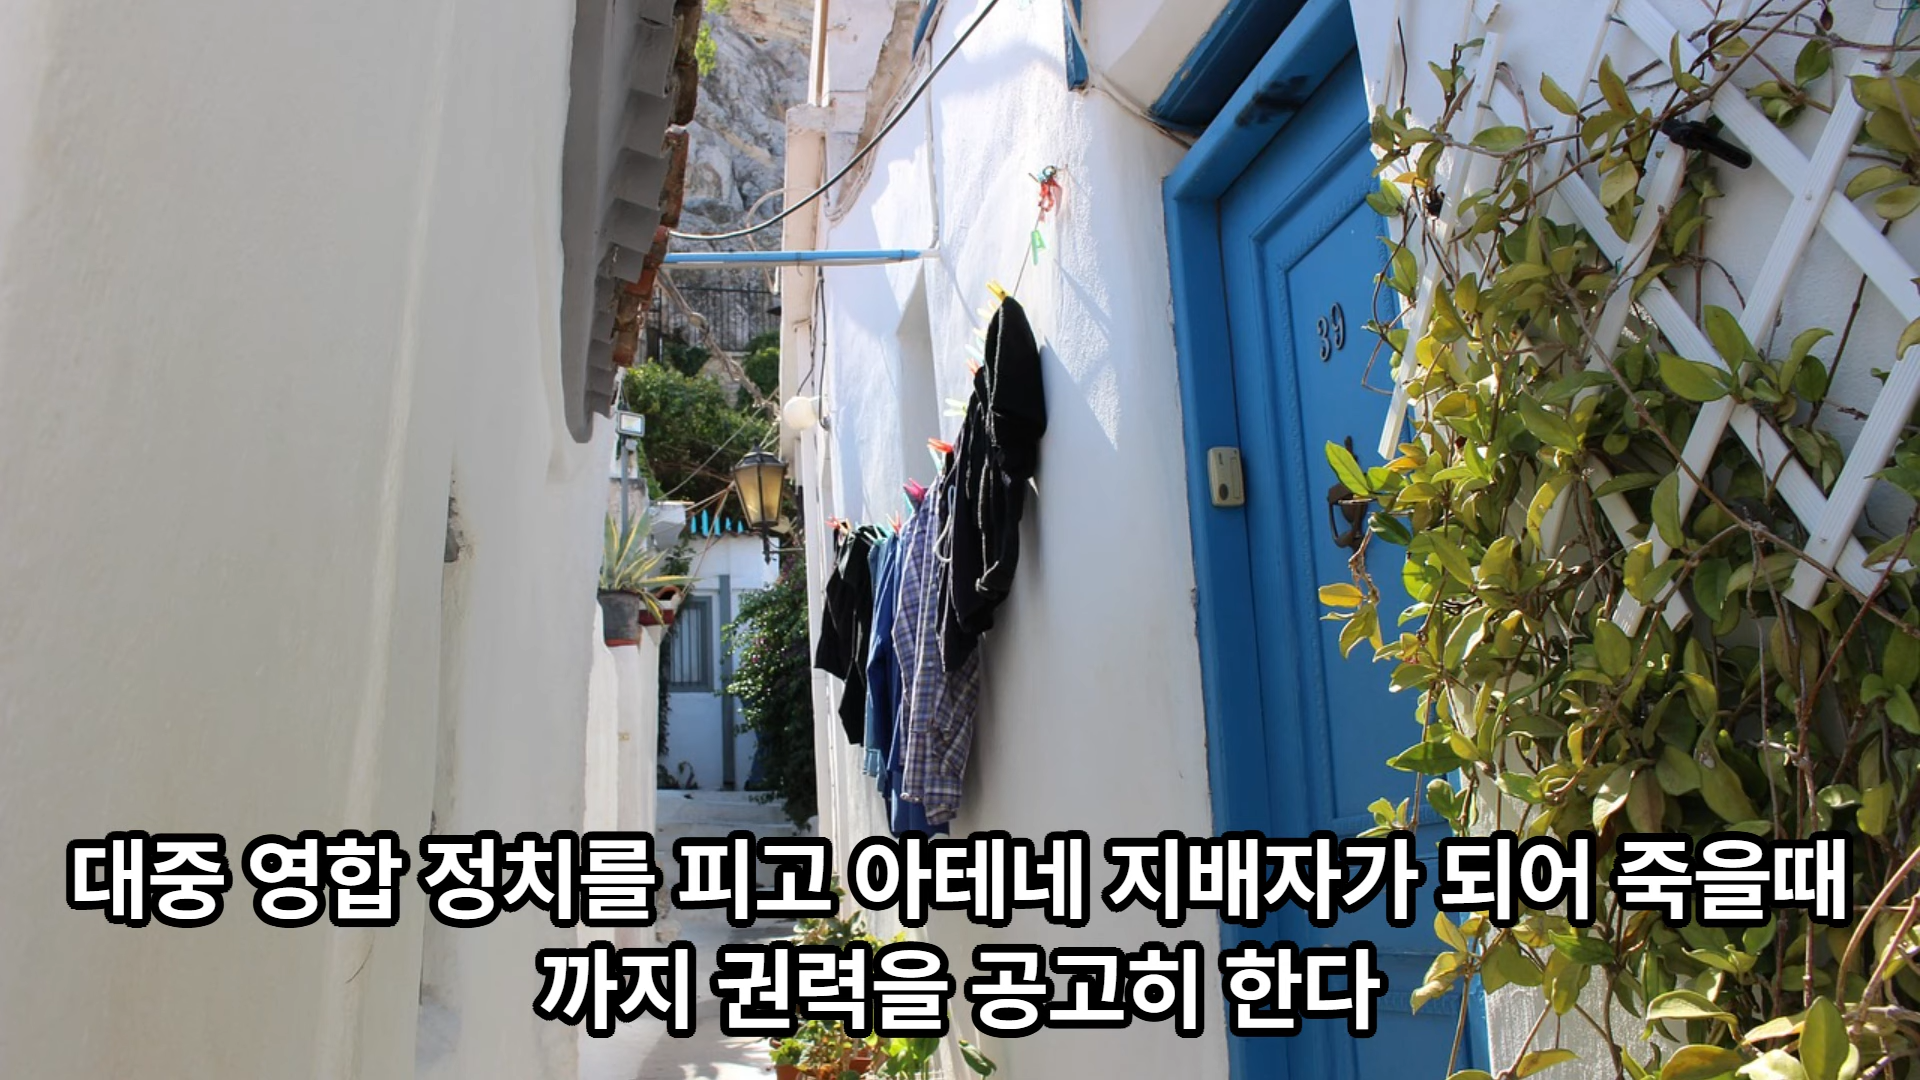 39
대중 영합 정치를 피고 아테네 지배자가 되어 죽을때
까지 권력을 공고히 한다